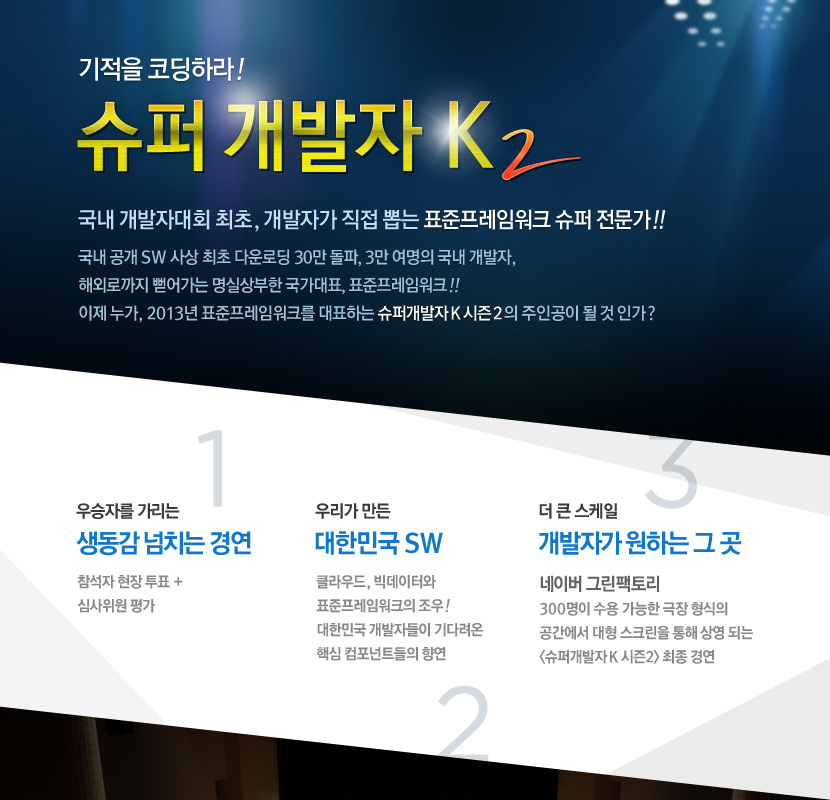 기적을 코딩하라!
슈퍼 개발자 K2
국내 개발자대회 최초, 개발자가 직접 뽑는 표준프레임워크 슈퍼 전문가!!
국내 공개 SW 사상 최초 다운로딩 30만 돌파, 3만 여명의 국내 개발자,
해외로까지 뻗어가는 명실상부한 국가대표, 표준프레임워크!!
이제 누가, 2013년 표준프레임워크를 대표하는 슈퍼개발자 K 시즌 2의 주인공이 될 것 인가?
1
우승자를 가리는
생동감 넘치는 경연
참석자 현장 투표 +
심사위원 평가
2
우리가 만든
대한민국 SW
클라우드, 빅데이터와
표준프레임워크의 조우!
대한민국 개발자들이 기다려온
핵심 컴포넌트들의 향연
3
더 큰 스케일
개발자가 원하는 그 곳
네이버 그린팩토리
300명이 수용 가능한 극장 형식의
공간에서 대형 스크린을 통해 상영 되는
<슈퍼개발자 K 시즌2> 최종 경연